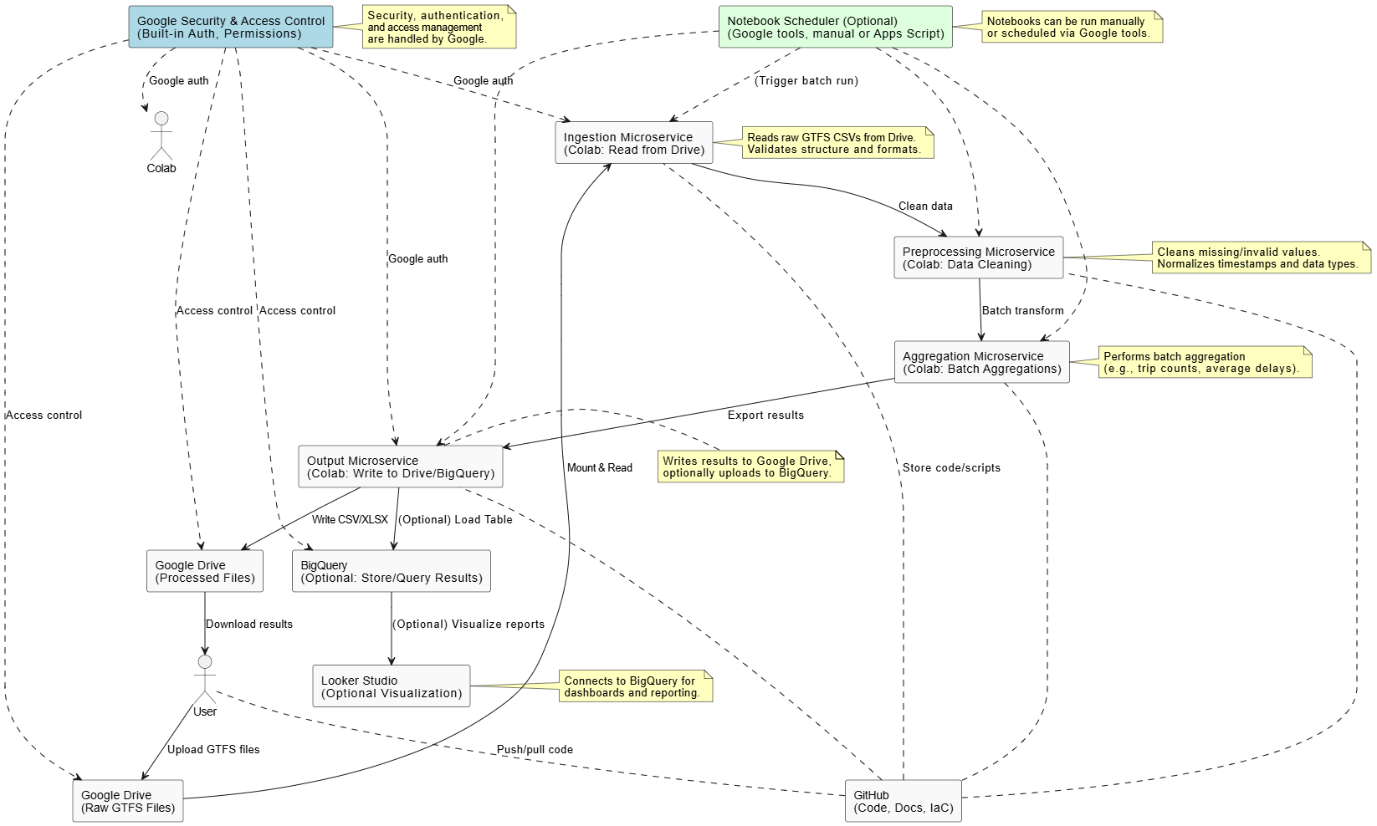 Google Security & Access Control
(Built-in Auth, Permissions)
Security, authentication,
and access management
are handled by Google.
Notebook Scheduler (Optional)
(Google tools, manual or Apps Script)
Notebooks can be run manually
or scheduled via Google tools.
Google auth
Google auth
(Trigger batch run)
Colab
Ingestion Microservice
(Colab: Read from Drive)
Reads raw GTFS CSVs from Drive.
Validates structure and formats.
Clean data
Google auth
Preprocessing Microservice
(Colab: Data Cleaning)
Cleans missing/invalid values.
Normalizes timestamps and data types.
Access control
Access control
Batch transform
Aggregation Microservice
(Colab: Batch Aggregations)
Performs batch aggregation
(e.g., trip counts, average delays).
Access control
Export results
Output Microservice
(Colab: Write to Drive/BigQuery)
Mount & Read
Writes results to Google Drive,
optionally uploads to BigQuery.
Store code/scripts
Write CSV/XLSX
(Optional) Load Table
Google Drive
(Processed Files)
BigQuery
(Optional: Store/Query Results)
Download results
(Optional) Visualize reports
User
Looker Studio
(Optional Visualization)
Connects to BigQuery for
dashboards and reporting.
Upload GTFS files
Push/pull code
Google Drive
(Raw GTFS Files)
GitHub
(Code, Docs, IaC)